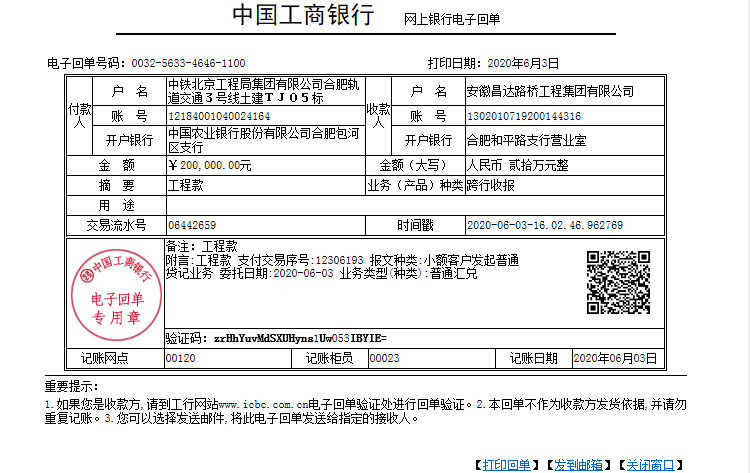 中国工商银行 网上银行电子回单
电子回单号码：0032-5633-4646-1100 打印日期：2020年6月3日
付款人 户 名 中铁北京工程局集团有限公司合肥轨道交通３号线土建ＴＪ０５标 收款人 户 名 安徽昌达路桥工程集团有限公司
账 号 12184001040024164 账 号 1302010719200144316
开户银行 中国农业银行股份有限公司合肥包河区支行 开户银行 合肥和平路支行营业室
金 额 ￥200,000.00元 金额（大写） 人民币 贰拾万元整
摘 要 工程款 业务（产品）种类 跨行收报
用 途
交易流水号 06442659 时间戳 2020-06-03-16.02.46.962769
中国工商银行
电子回单
专用章
备注：工程款
附言:工程款 支付交易序号:12306193 报文种类:小额客户发起普通
贷记业务 委托日期:2020-06-03 业务类型(种类):普通汇兑
验证码：zrHhYuvMdSXUHyns1Uw053IBYIE=
记账网点 00120 记账柜员 00023 记账日期 2020年06月03日
重要提示：
1.如果您是收款方,请到工行网站www.icbc.com.cn电子回单验证处进行回单验证。2.本回单不作为收款方发货依据,并请勿
重复记账。3.您可以选择发送邮件,将此电子回单发送给指定的接收人。
【打印回单】【发到邮箱】【关闭窗口】